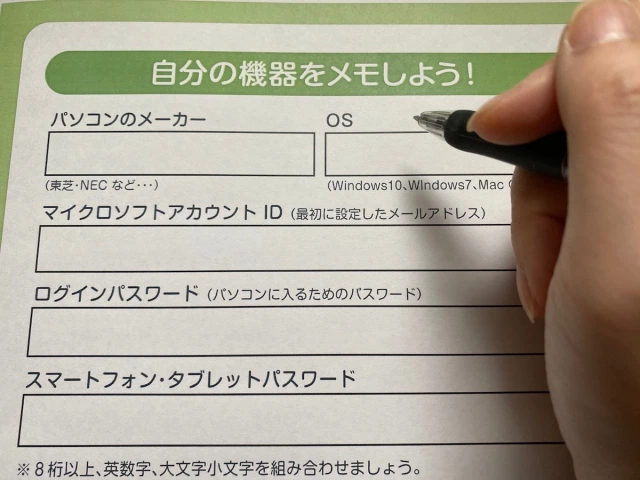 自分の機器をメモしよう!
パソコンのメーカー
OS
(東芝・NEC など・・・)
(Windows10、WIndows7、Mac
マイクロソフトアカウント ID (最初に設定したメールアドレス)
ログインパスワード (パソコンに入るためのパスワード)
スマートフォン・タブレットパスワード
※8桁以上、英数字、大文字小文字を組み合わせましょう。